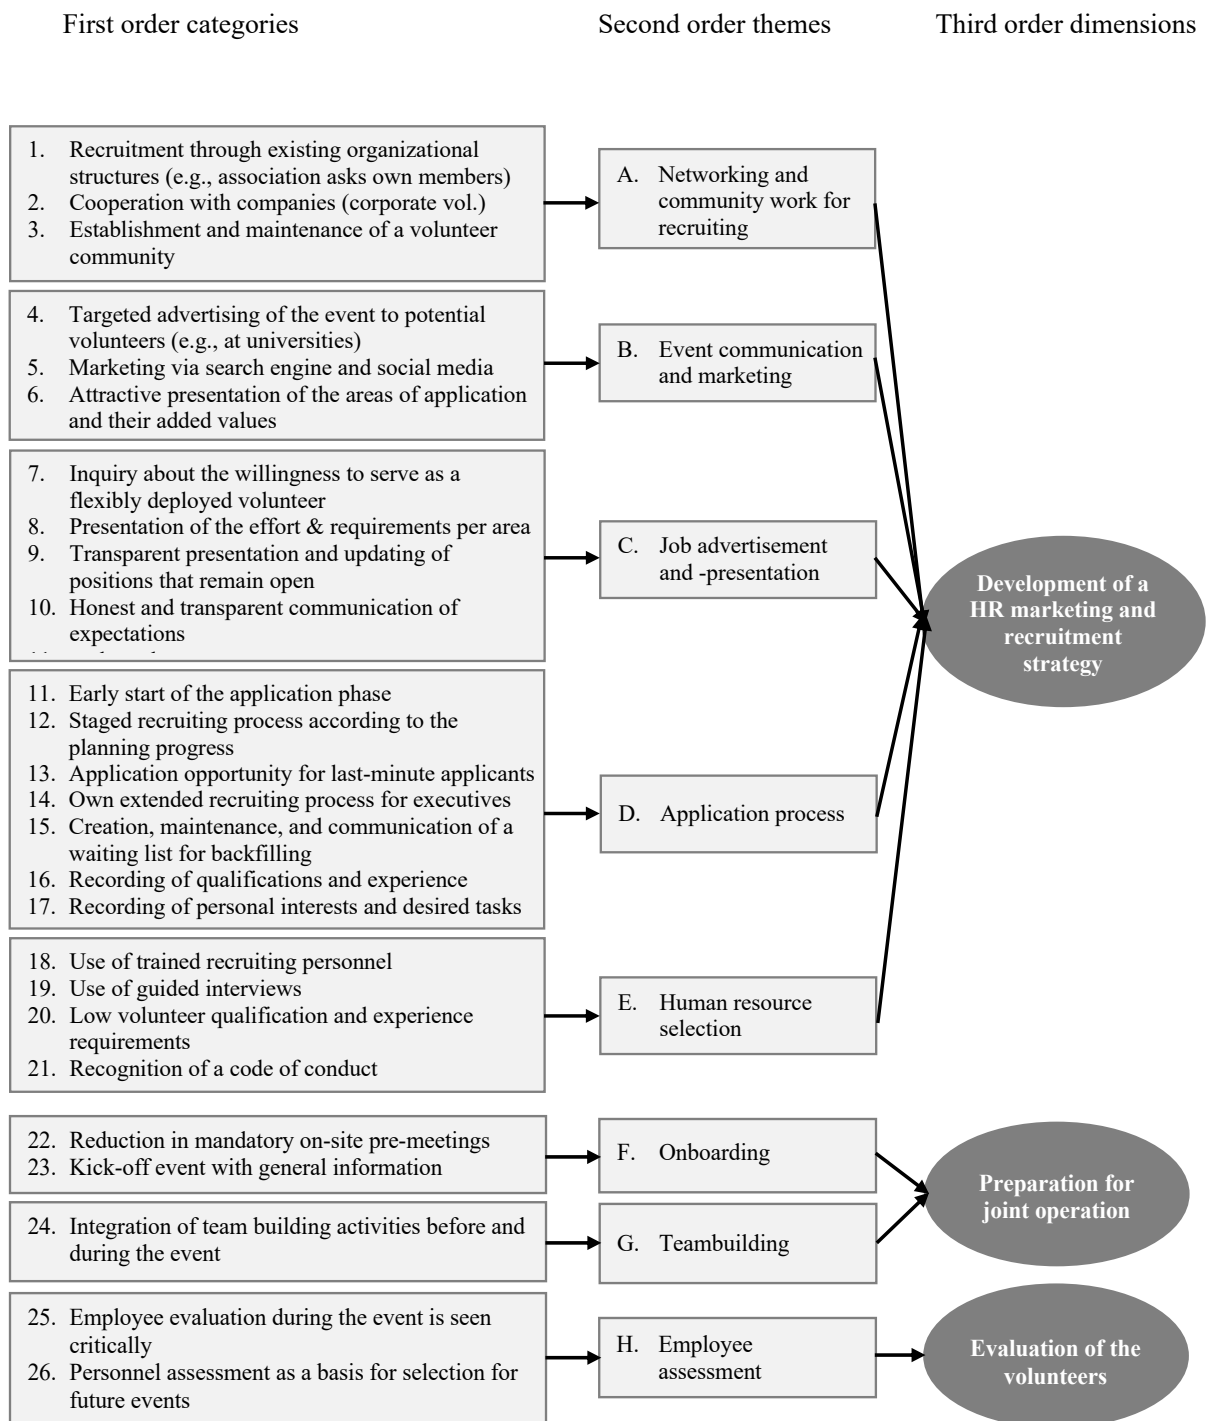 First order categories
Second order themes
Third order dimensions
1. Recruitment through existing organizational
structures (e.g., association asks own members)
2. Cooperation with companies (corporate vol.)
3. Establishment and maintenance of a volunteer
community
A. Networking and
community work for
recruiting
4. Targeted advertising of the event to potential
volunteers (e.g., at universities)
5. Marketing via search engine and social media
6. Attractive presentation of the areas of application
and their added values
B. Event communication
and marketing
7. Inquiry about the willingness to serve as a
flexibly deployed volunteer
8. Presentation of the effort & requirements per area
9. Transparent presentation and updating of
positions that remain open
10. Honest and transparent communication of
expectations
C. Job advertisement
and -presentation
Development of a
HR marketing and
recruitment
strategy
11. Early start of the application phase
12. Staged recruiting process according to the
planning progress
13. Application opportunity for last-minute applicants
14. Own extended recruiting process for executives
15. Creation, maintenance, and communication of a
waiting list for backfilling
16. Recording of qualifications and experience
17. Recording of personal interests and desired tasks
D. Application process
18. Use of trained recruiting personnel
19. Use of guided interviews
20. Low volunteer qualification and experience
requirements
21. Recognition of a code of conduct
E. Human resource
selection
22. Reduction in mandatory on-site pre-meetings
23. Kick-off event with general information
F. Onboarding
24. Integration of team building activities before and
during the event
G. Teambuilding
Preparation for
joint operation
25. Employee evaluation during the event is seen
critically
26. Personnel assessment as a basis for selection for
future events
H. Employee
assessment
Evaluation of the
volunteers